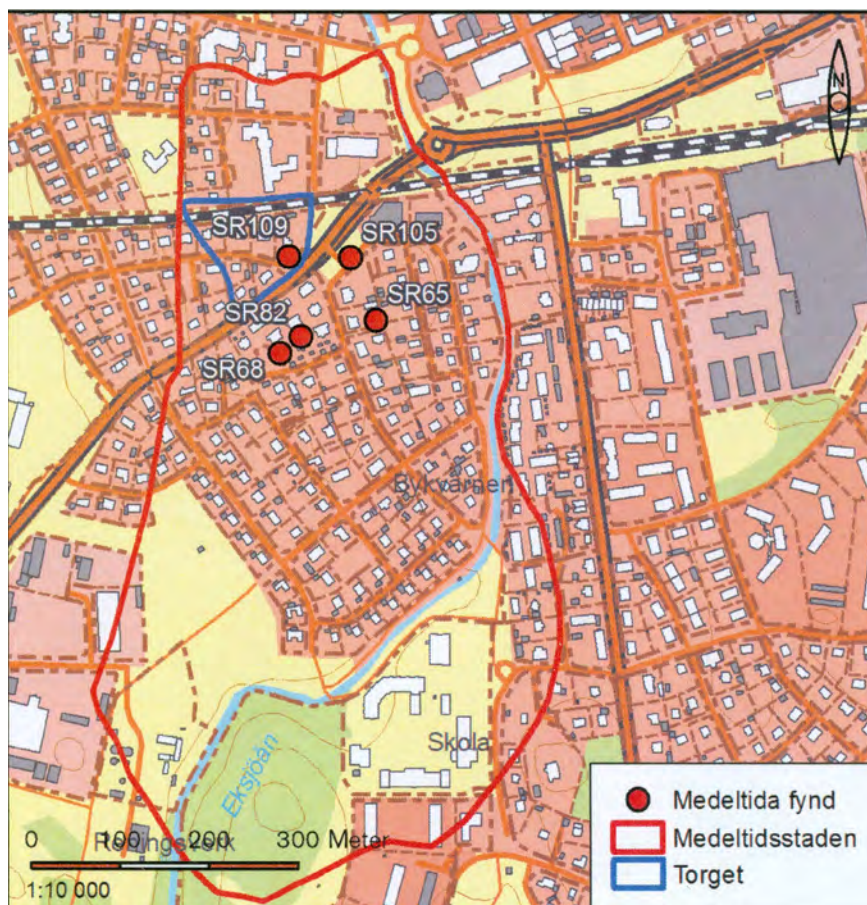 N
SR109
SR105
SR65
SR82
SR68
Bykvarnen
Skola
Eksjöån
Reningsverk
0 100 200 300 Meter
1:10 000
Medeltida fynd
Medeltidsstaden
Torget